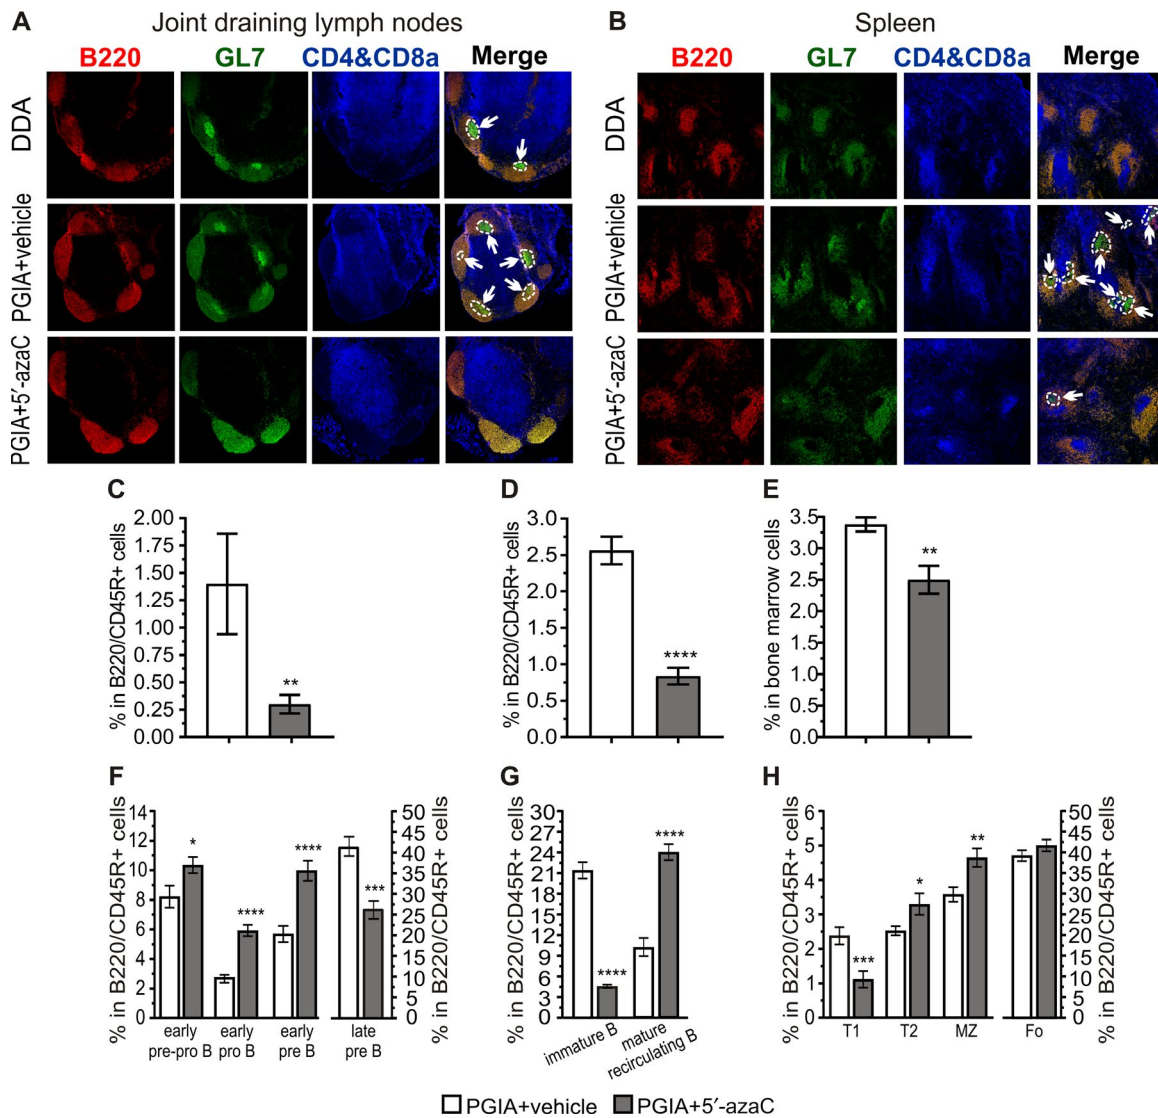 A Joint draining lymph nodes
B220 GL7 CD4&CD8a Merge
DDA
PGIA+vehicle
PGIA+5′-azaC
B Spleen
B220 GL7 CD4&CD8a Merge
DDA
PGIA+vehicle
PGIA+5′-azaC
C
% in B220/CD45R+ cells
2.00
1.75
1.50
1.25
1.00
0.75
0.50
0.25
0.00
**
D
% in B220/CD45R+ cells
3.0
2.5
2.0
1.5
1.0
0.5
0.0
****
E
% in bone marrow cells
3.5
3.0
3.5
2.5
1.5
1.0
0.5
0.0
**
F
% in B220/CD45R+ cells
14
12
10
8
6
4
2
0
* **** **** ***
50
45
40
35
30
25
20
15
10
5
0
% in B220/CD45R+ cells
early pre-pro B
early pro B
early pre B
late pre B
G
% in B220/CD45R+ cells
30
27
24
21
18
15
12
9
6
3
0
**** ****
immature B
mature recirculating B
H
% in B220/CD45R+ cells
6
5
4
3
2
1
0
*** * **
50
45
40
35
30
25
20
15
10
5
0
% in B220/CD45R+ cells
T1 T2 MZ Fo
PGIA+vehicle PGIA+5′-azaC